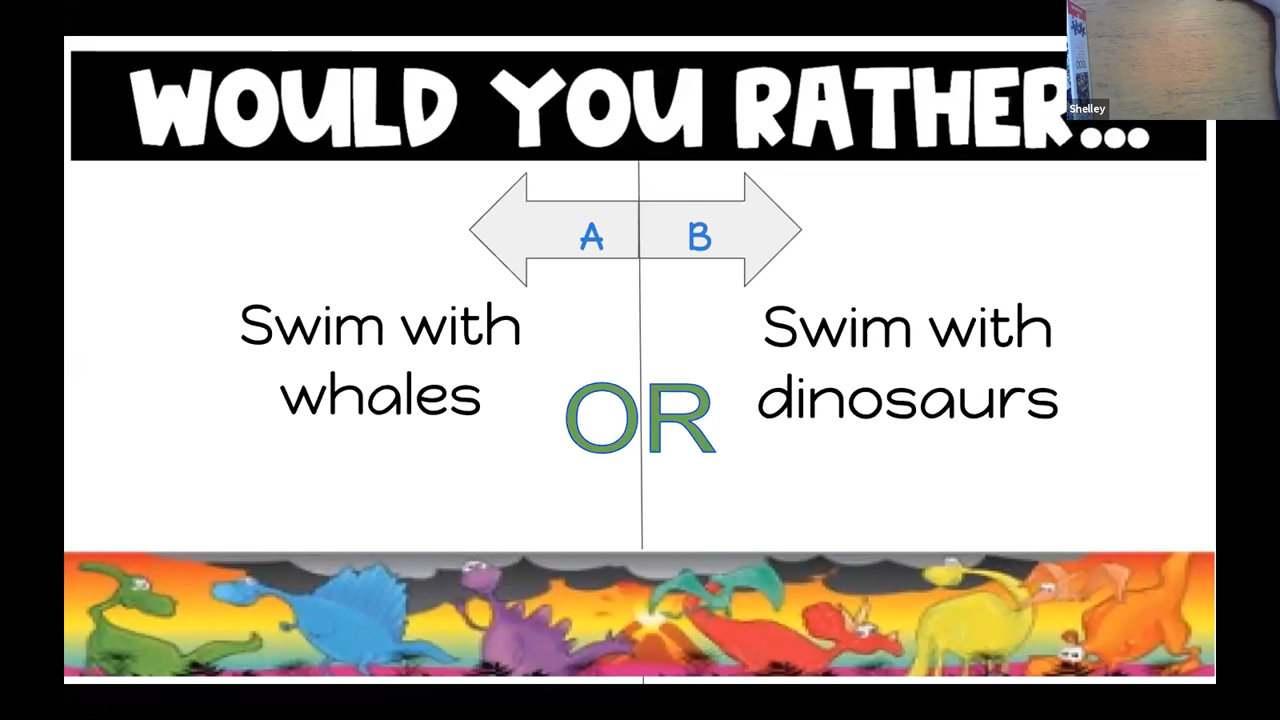 WOULD YOU RATHER...
Shelley
A B
Swim with
whales
OR
Swim with
dinosaurs